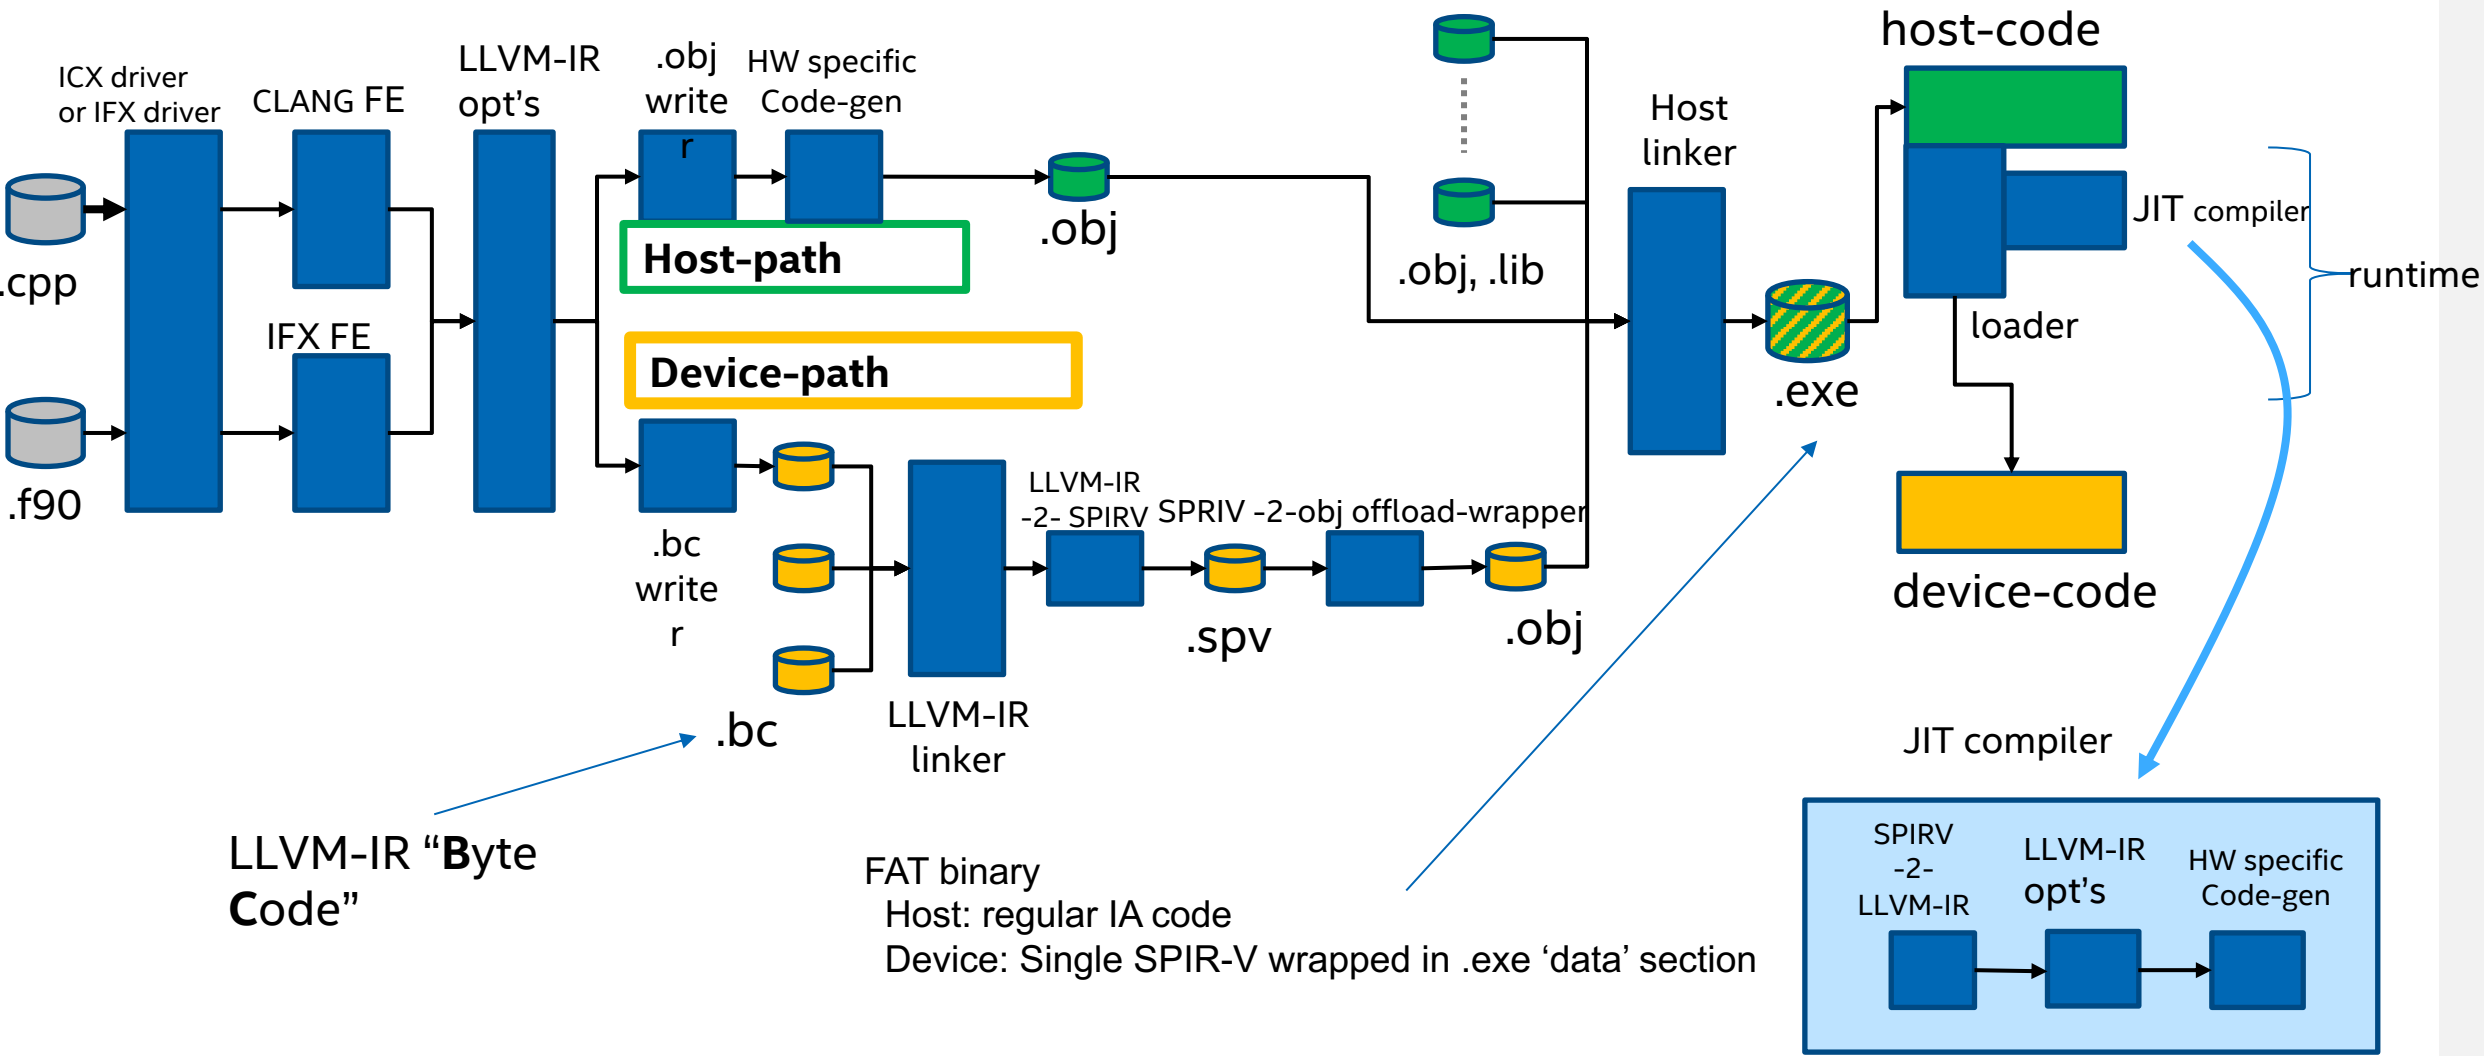 ICX driver
or IFX driver
CLANG FE
LLVM-IR
opt's
.obj
write
r
HW specific
Code-gen
host-code
Host
linker
.cpp
Host-path
.obj
.obj, .lib
JIT compiler
runtime
IFX FE
loader
Device-path
.exe
.f90
.bc
write
r
LLVM-IR
-2- SPIRV
SPRIV -2-obj offload-wrapper
.spv
.obj
device-code
.bc
LLVM-IR
linker
JIT compiler
LLVM-IR “Byte
Code”
FAT binary
Host: regular IA code
Device: Single SPIR-V wrapped in .exe ‘data’ section
SPIRV
-2-
LLVM-IR
LLVM-IR
opt's
HW specific
Code-gen